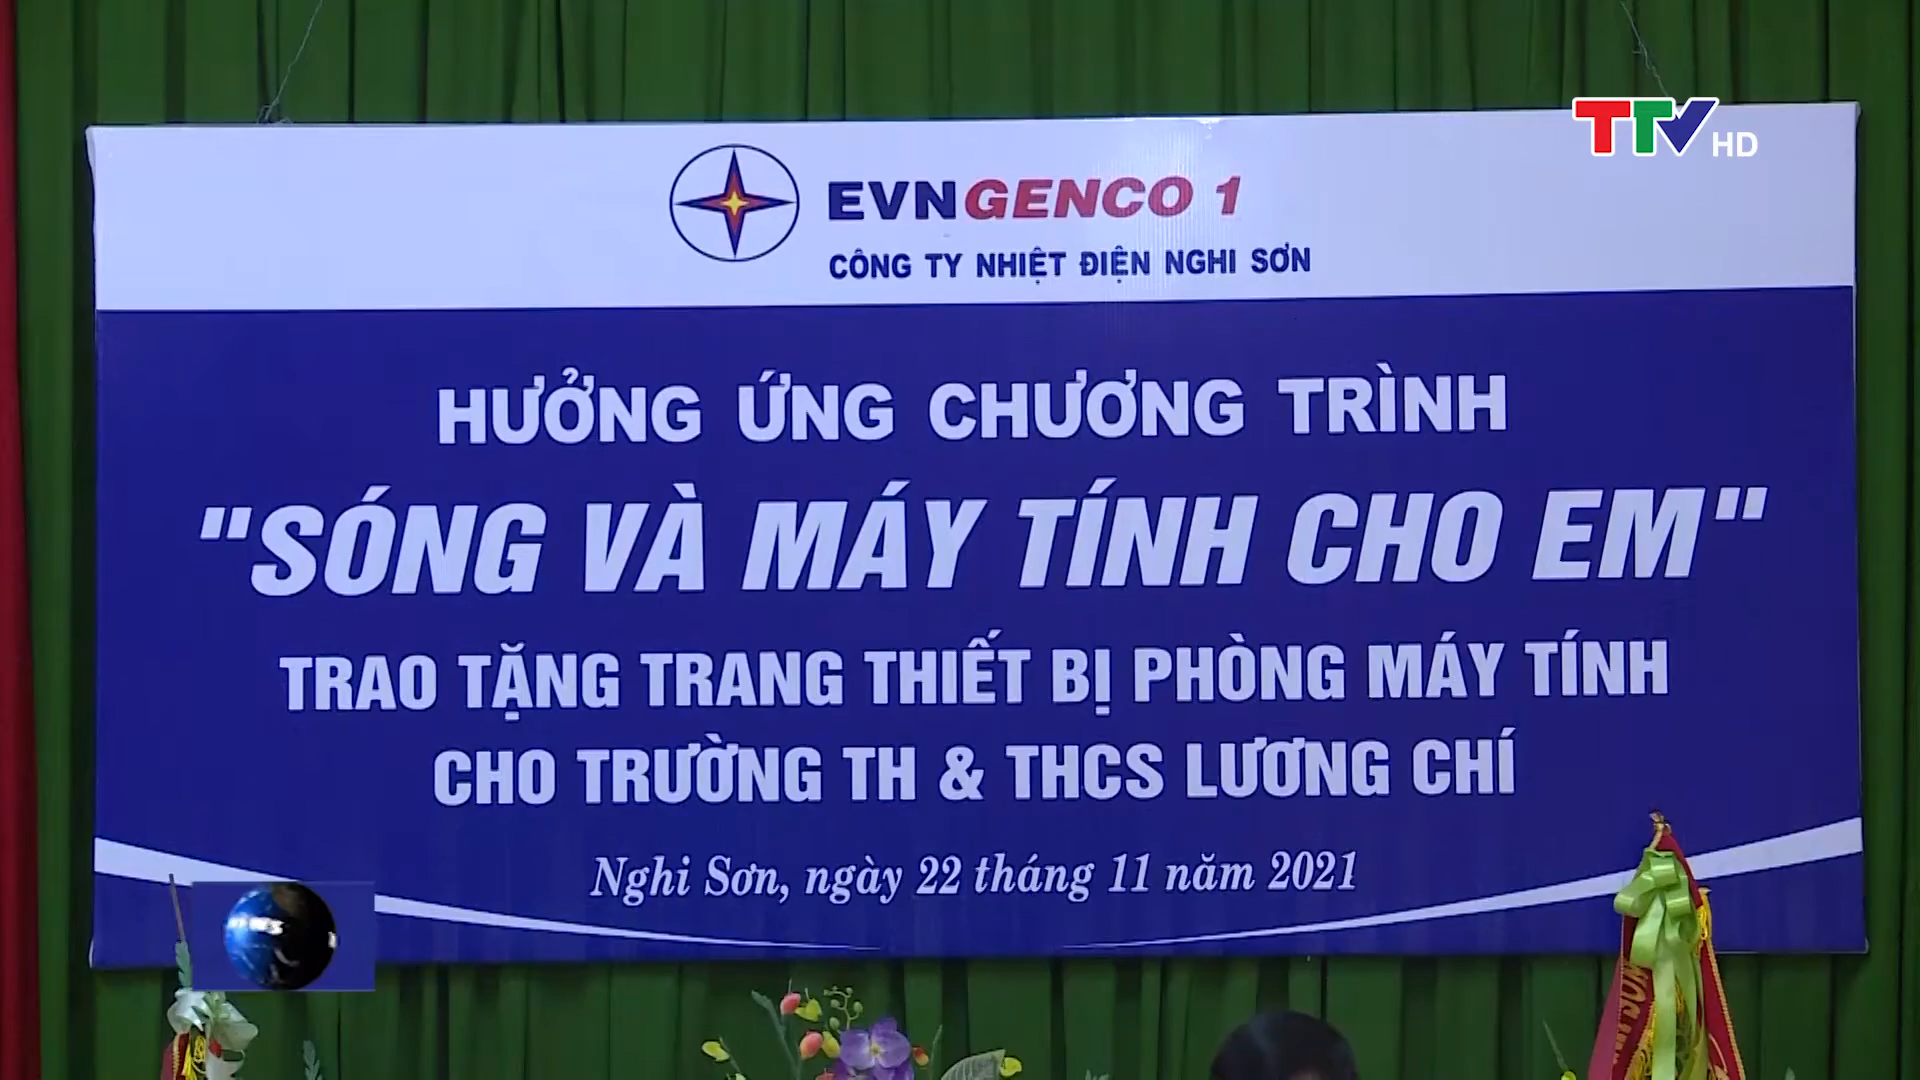 TTV HD
EVNGENCO 1
CÔNG TY NHIỆT ĐIỆN NGHI SƠN
HƯỞNG ỨNG CHƯƠNG TRÌNH
"SÓNG VÀ MÁY TÍNH CHO EM"
TRAO TẶNG TRANG THIẾT BỊ PHÒNG MÁY TÍNH
CHO TRƯỜNG TH & THCS LƯƠNG CHÍ
Nghi Sơn, ngày 22 tháng 11 năm 2021